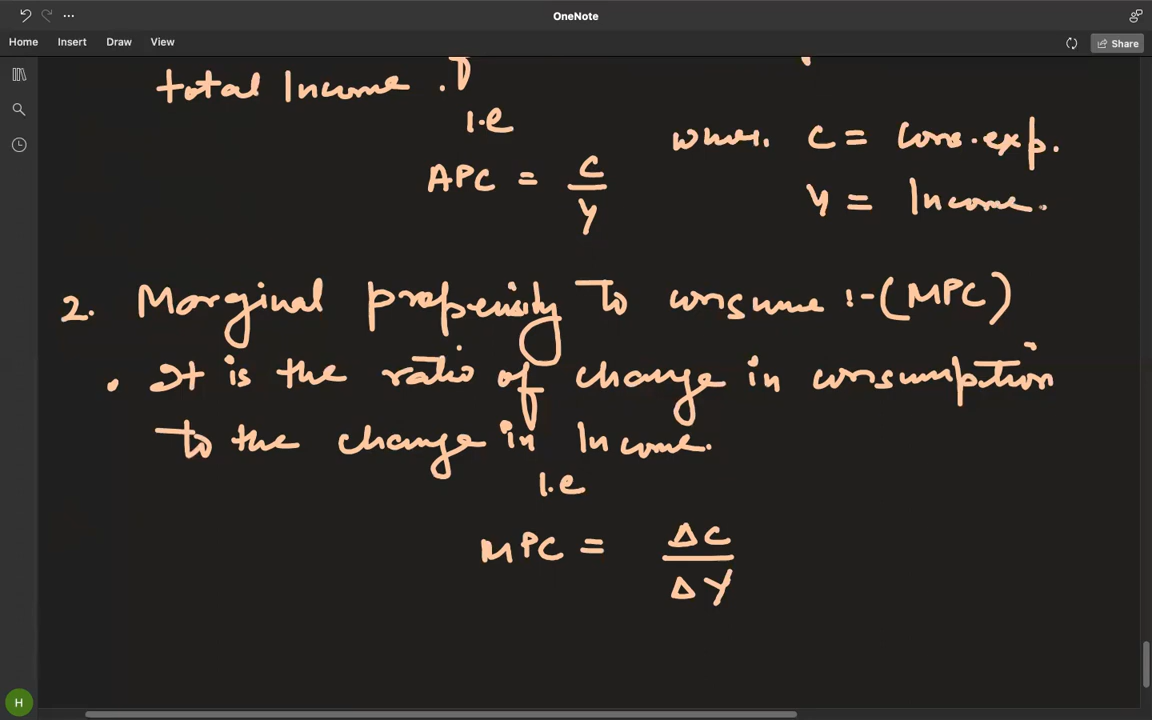 OneNote
Home Insert Draw View
Share
total Income.
i.e
where C = cons.exp.
APC = C/Y
Y = Income.
2. Marginal propensity To consume :- (MPC)
. It is the ratio of change in consumption
to the change in Income.
i.e
MPC = ΔC/ΔY
H